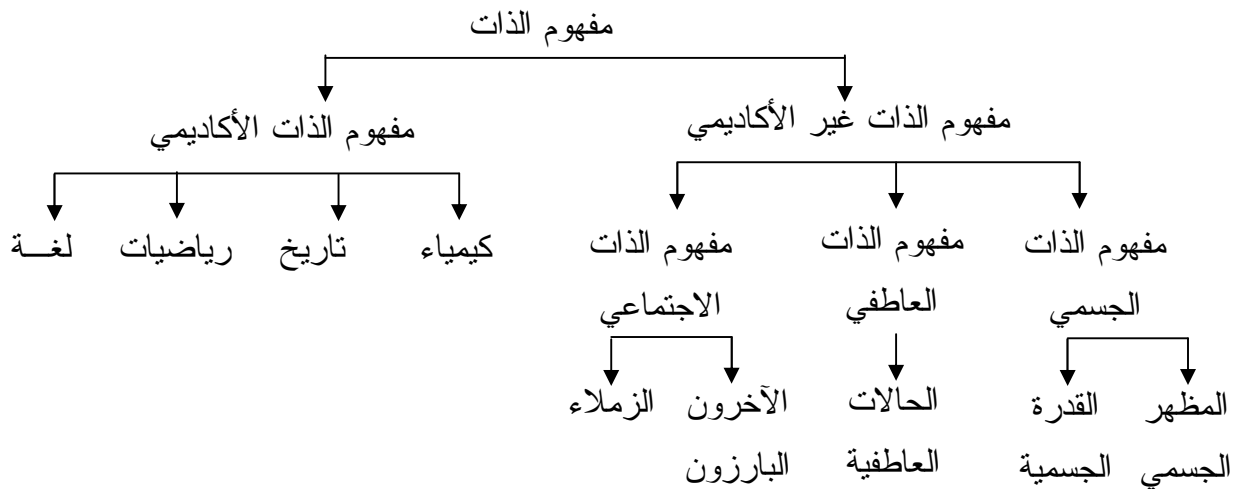 مفهوم الذات
مفهوم الذات غير الأكاديمي
مفهوم الذات الأكاديمي
مفهوم الذات
الجسمي
مفهوم الذات
العاطفي
مفهوم الذات
الاجتماعي
كيمياء
تاريخ
رياضيات
لغــة
المظهر
الجسمي
القدرة
الجسمية
الحالات
العاطفية
الآخرون
البارزون
الزملاء